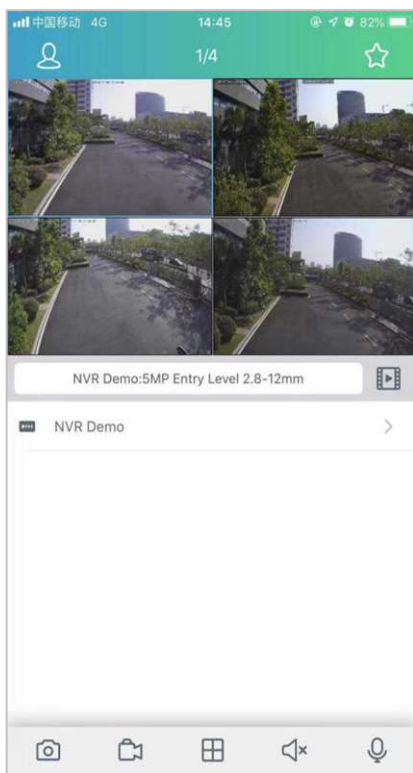 中国移动 4G 14:45 82%
1/4
NVR Demo:5MP Entry Level 2.8-12mm
NVR Demo